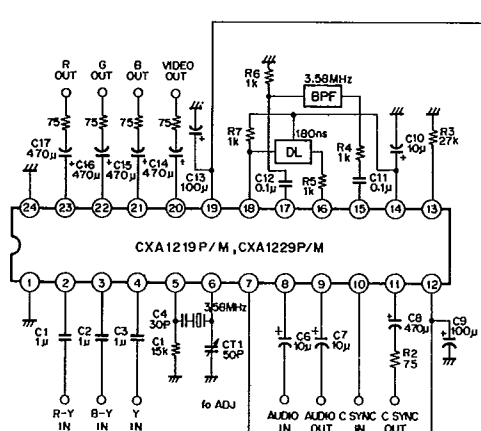 R G B VIDEO
OUT OUT OUT OUT
R6
1k
3.58MHz
BPF
75 75 75 75
R7
1k
180ns
DL
R4
1k
C10
10µ
R3
27k
C17
470µ
C16
470µ
C15
470µ
C14
470µ
C13
100µ
C12
0.1µ
R5
1k
C11
0.1µ
24 23 22 21 20 19 18 17 16 15 14 13
CXA1219P/M, CXA1229P/M
1 2 3 4 5 6 7 8 9 10 11 12
C1
1µ
C2
1µ
C3
1µ
C4
30P
3.58MHz
C1
15k
CT1
50P
C6
10µ
C7
10µ
C8
470µ
R2
75
C9
100µ
fo ADJ
R-Y
IN
B-Y
IN
Y
IN
AUDIO
IN
AUDIO
OUT
C SYNC
IN
C SYNC
OUT